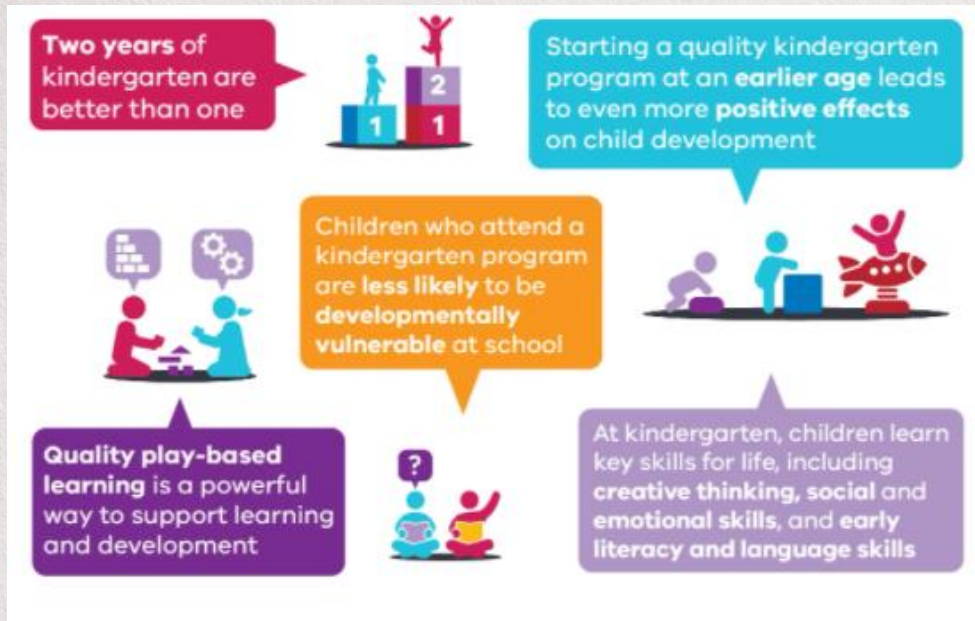 Two years of
kindergarten are
better than one
2
1
1
Starting a quality kindergarten
program at an earlier age leads
to even more positive effects
on child development
Children who attend a
kindergarten program
are less likely to be
developmentally
vulnerable at school
Quality play-based
learning is a powerful
way to support learning
and development
?
At kindergarten, children learn
key skills for life, including
creative thinking, social and
emotional skills, and early
literacy and language skills